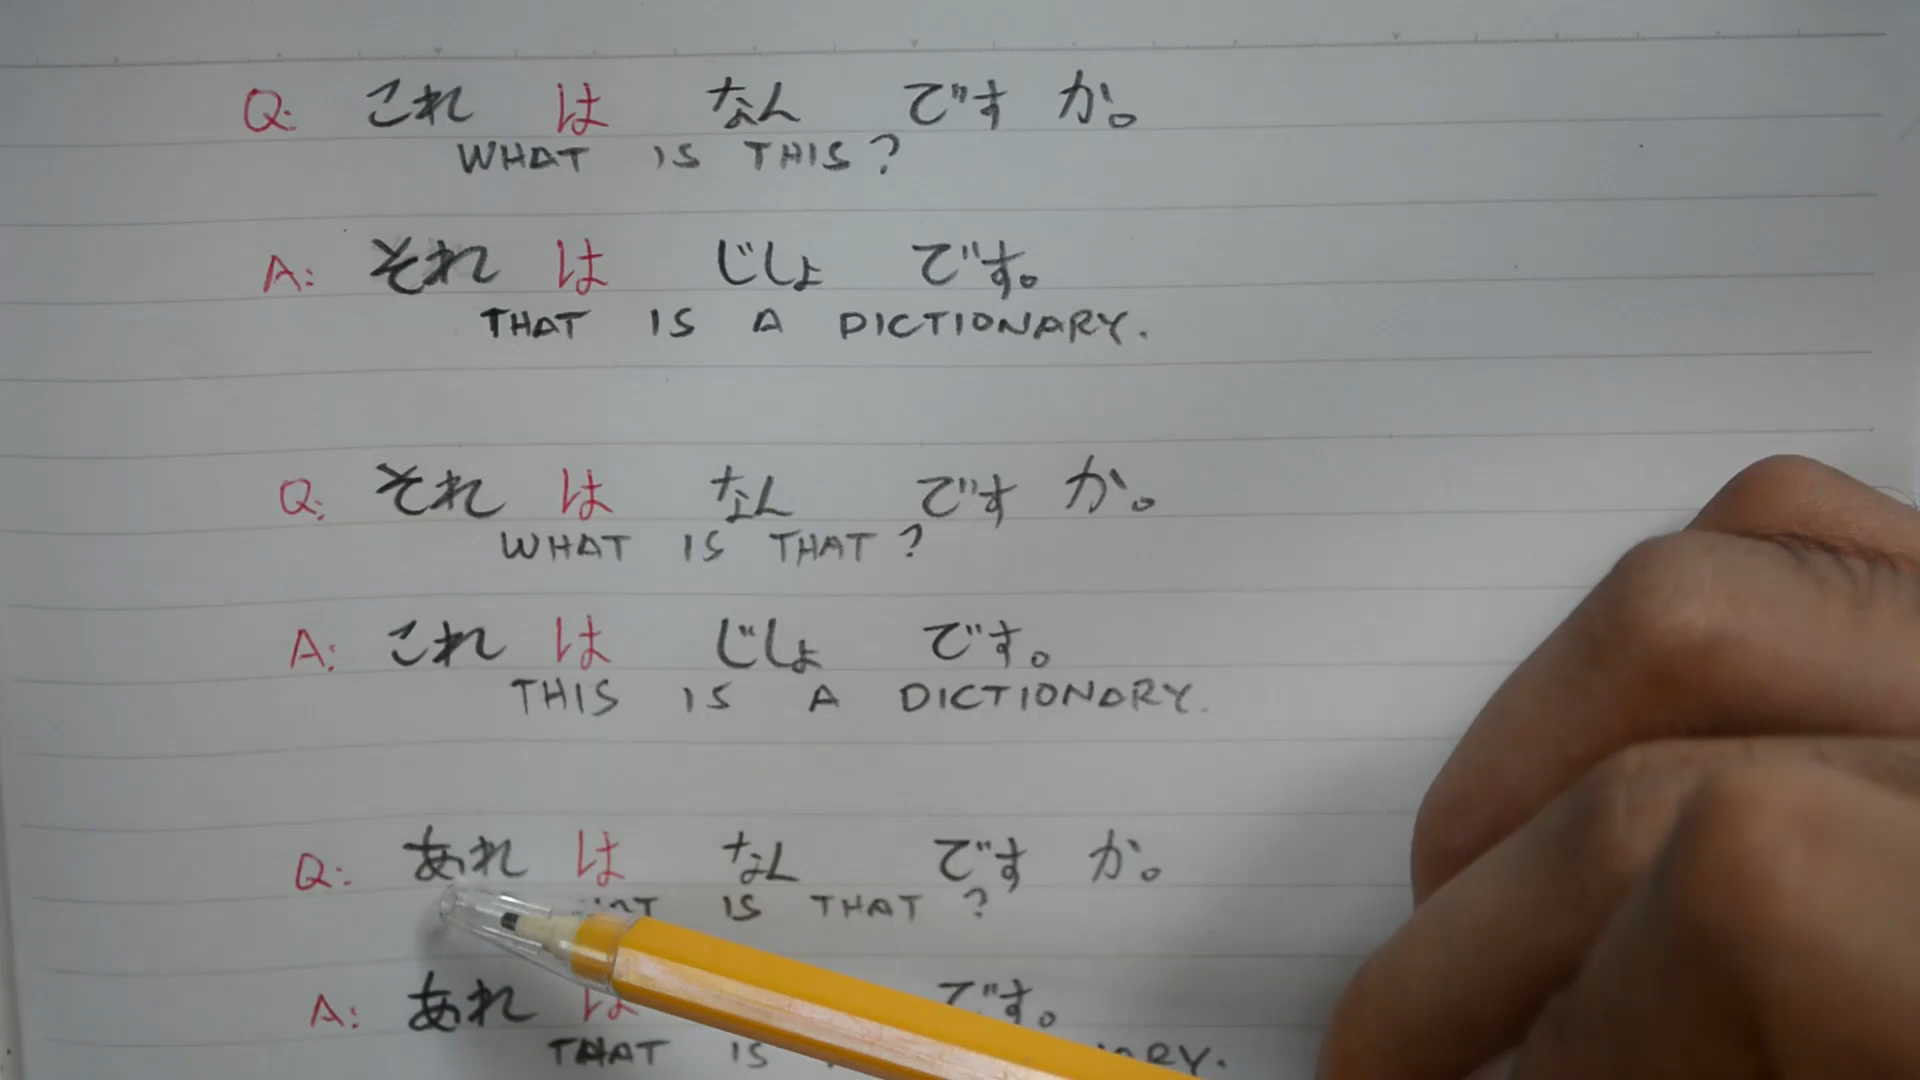 Q: これ は なん です か。
WHAT IS THIS?
A: それ は じしょ です。
THAT IS A DICTIONARY.
Q: それ は なん です か。
WHAT IS THAT?
A: これ は じしょ です。
THIS IS A DICTIONARY.
Q: あれ は なん です か。
IS THAT?
A: あれ は です。
THAT IS